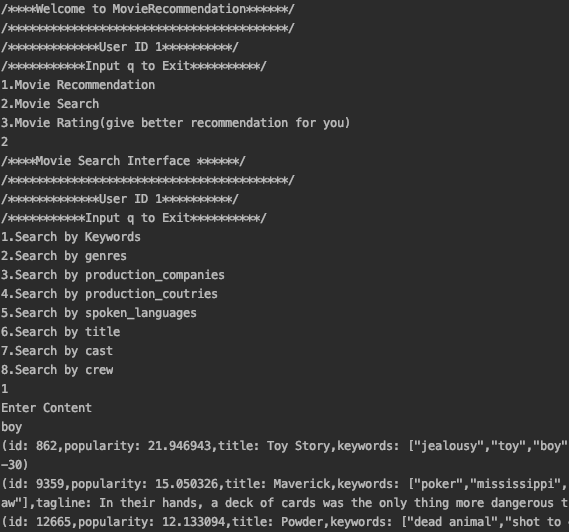 /****Welcome to MovieRecommendation******/
/****************************************/
/*************User ID 1**********/
/***********Input q to Exit**********/
1.Movie Recommendation
2.Movie Search
3.Movie Rating(give better recommendation for you)
2
/****Movie Search Interface ******/
/****************************************/
/*************User ID 1**********/
/***********Input q to Exit**********/
1.Search by Keywords
2.Search by genres
3.Search by production_companies
4.Search by production_coutries
5.Search by spoken_languages
6.Search by title
7.Search by cast
8.Search by crew
1
Enter Content
boy
(id: 862,popularity: 21.946943,title: Toy Story,keywords: ["jealousy","toy","boy"
-30)
(id: 9359,popularity: 15.050326,title: Maverick,keywords: ["poker","mississippi",
aw"],tagline: In their hands, a deck of cards was the only thing more dangerous t
(id: 12665,popularity: 12.133094,title: Powder,keywords: ["dead animal","shot to